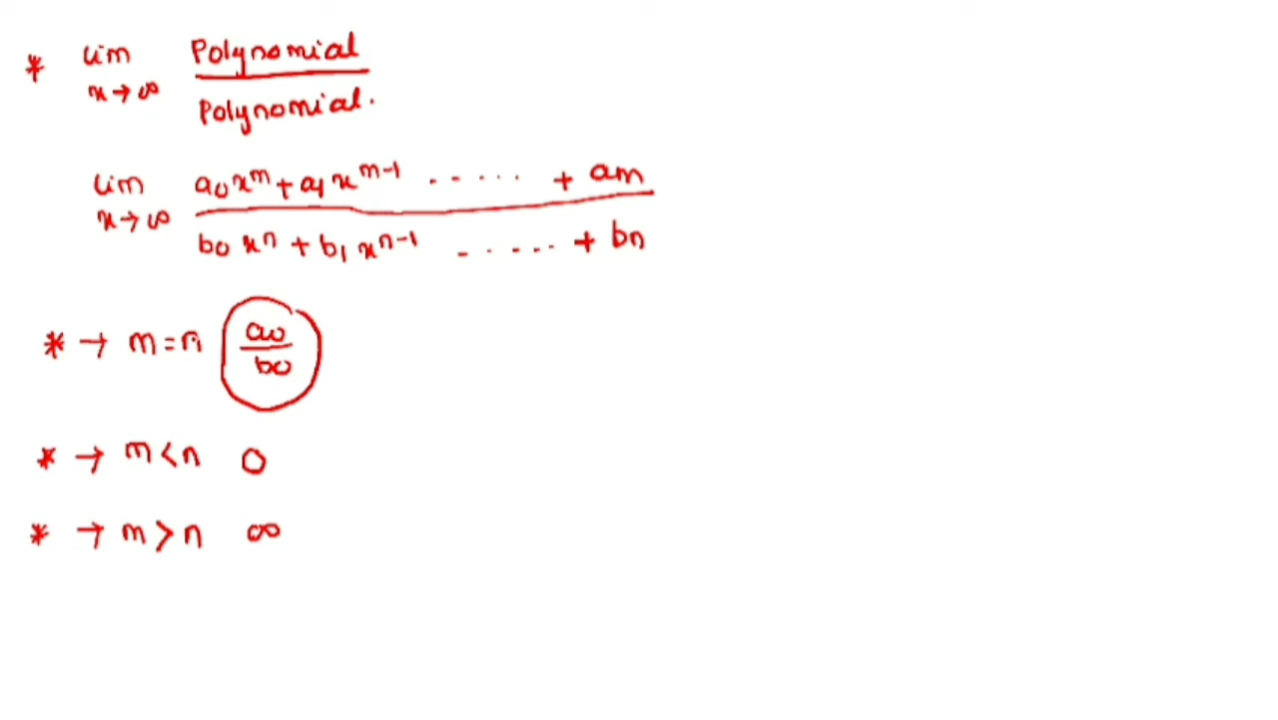 * lim x→∞ Polynomial / Polynomial.
lim x→∞ a0x^m + a1x^m-1 ------ + am / b0x^n + b1x^n-1 ------ + bn
* → m=n a0/b0
* → m<n 0
* → m>n ∞